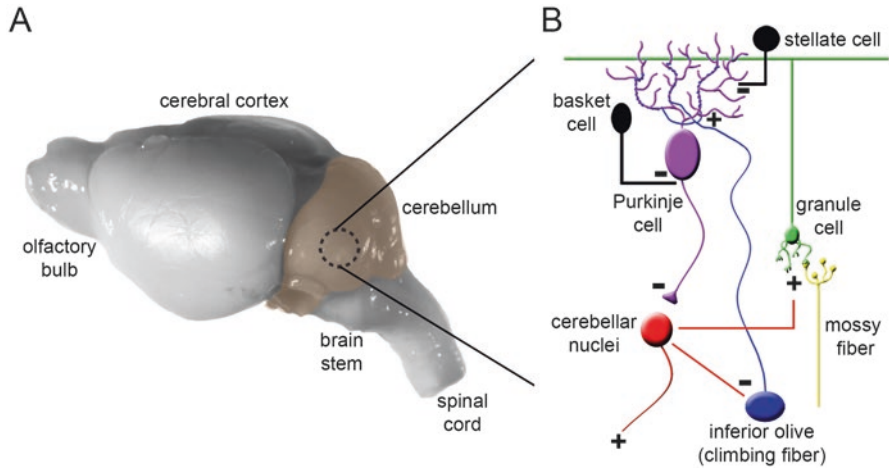 A
cerebral cortex
cerebellum
olfactory
bulb
brain
stem
spinal
cord
B
stellate cell
-
basket
cell
+
-
Purkinje
cell
granule
cell
-
+
cerebellar
nuclei
mossy
fiber
-
+
inferior olive
(climbing fiber)